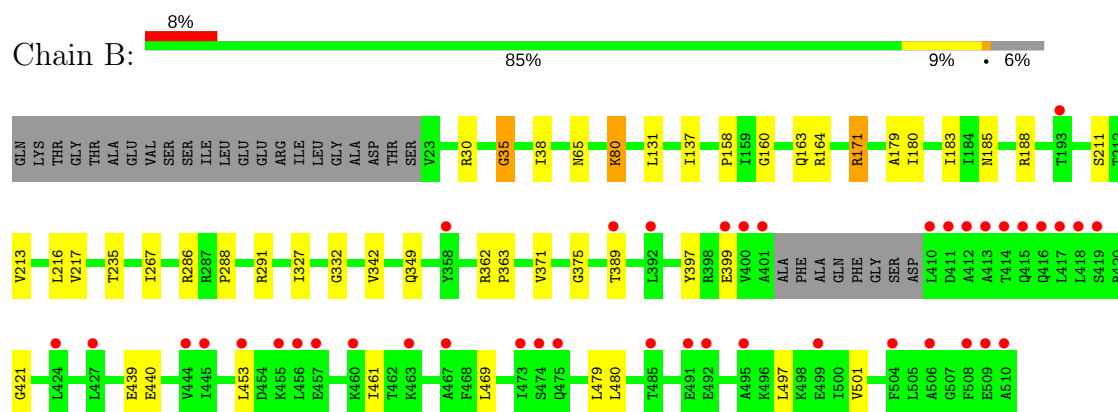 8%
Chain B:
85% 9% • 6%
GLN LYS THR GLY THR ALA GLU VAL SER SER ILE LEU GLU GLU ARG ILE LEU GLY ALA ASP THR SER V23 R30 G35 I38 N65 K80 L131 I137 P158 I159 G160 Q163 R164 R171 A179 I180 I183 I184 N185 R188 T193 S211 T212
V213 L216 V217 T235 I267 R286 R287 P288 R291 I327 G332 V342 Q349 Y358 R362 P363 V371 G375 T389 L392 Y397 R398 E399 V400 A401 ALA PHE ALA GLN PHE GLY SER ASP L410 D411 A412 A413 T414 Q415 Q416 L417 L418 S419 R420
G421 L424 L427 E439 E440 V444 I445 L453 D454 K455 L456 E457 K460 I461 T462 K463 A467 F468 L469 I473 S474 Q475 L479 L480 T485 E491 E492 A495 K496 L497 K498 E499 I500 V501 F504 L505 A506 G507 F508 E509 A510